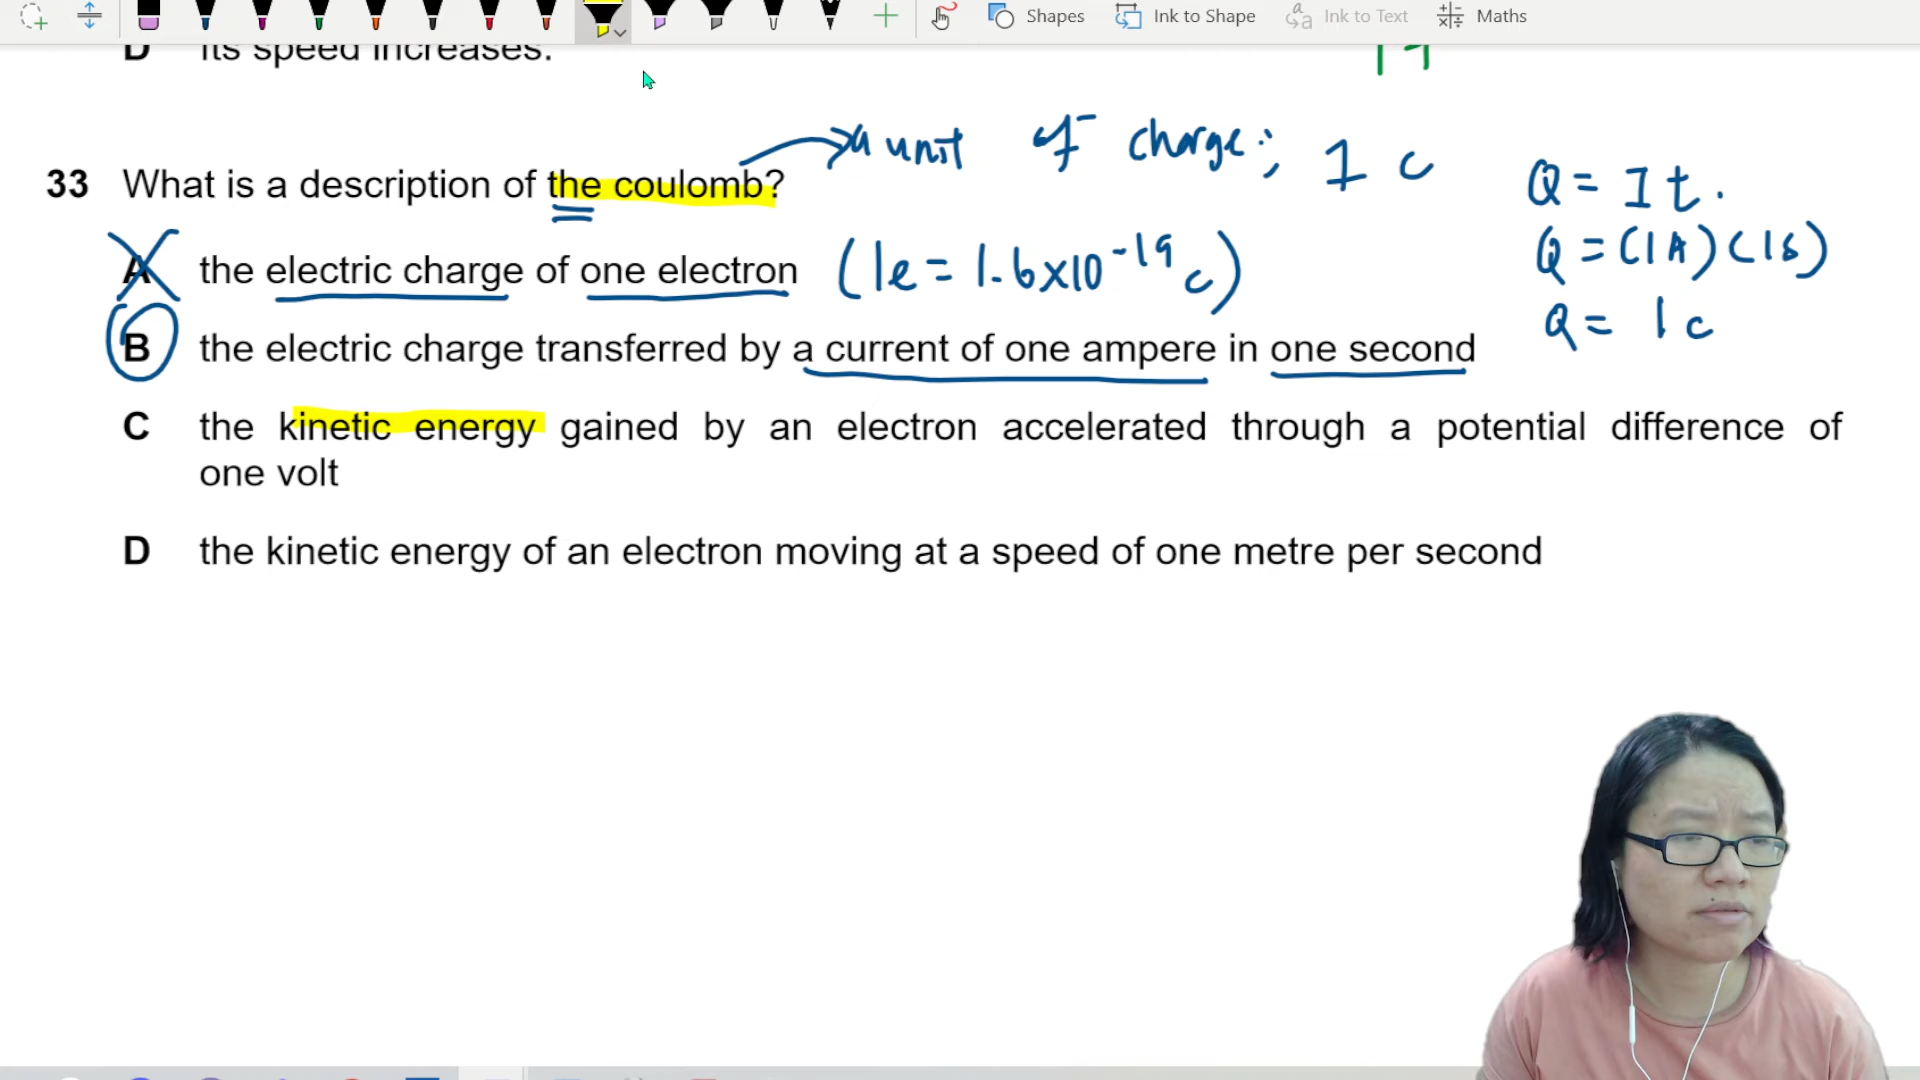 Shapes Ink to Shape Ink to Text Maths
D Its speed increases.
a unit of charge:, 1 C
33 What is a description of the coulomb?
Q = It.
A the electric charge of one electron (1e = 1.6x10⁻¹⁹ C)
Q = (1A)(1s)
Q = 1 C
B the electric charge transferred by a current of one ampere in one second
C the kinetic energy gained by an electron accelerated through a potential difference of
one volt
D the kinetic energy of an electron moving at a speed of one metre per second